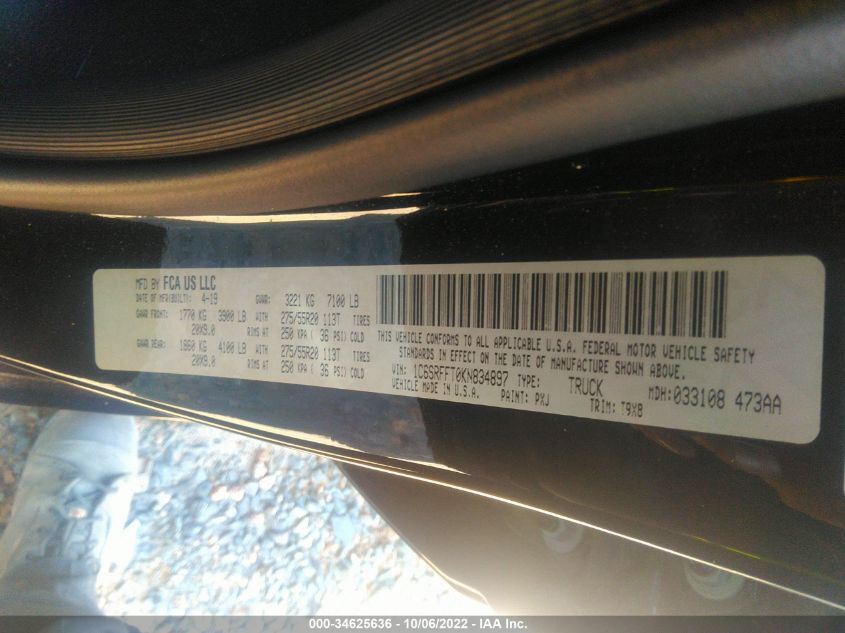 MFD BY FCA US LLC
DATE OF MFR(BUILT): 4-19 GVWR: 3221 KG 7100 LB
GAWR FRONT: 1770 KG 3900 LB WITH 275/55R20 113T TIRES
20X9.0 RIMS AT 250 KPA ( 36 PSI) COLD
GAWR REAR: 1860 KG 4100 LB WITH 275/55R20 113T TIRES
20X9.0 RIMS AT 250 KPA ( 36 PSI) COLD
THIS VEHICLE CONFORMS TO ALL APPLICABLE U.S.A. FEDERAL MOTOR VEHICLE SAFETY
STANDARDS IN EFFECT ON THE DATE OF MANUFACTURE SHOWN ABOVE.
VIN: 1C6SRFFT0KN834897 TYPE: TRUCK MDH: 033108 473AA
VEHICLE MADE IN U.S.A. PAINT: PXJ TRIM: T9X8
000-34625636 - 10/06/2022 - IAA Inc.